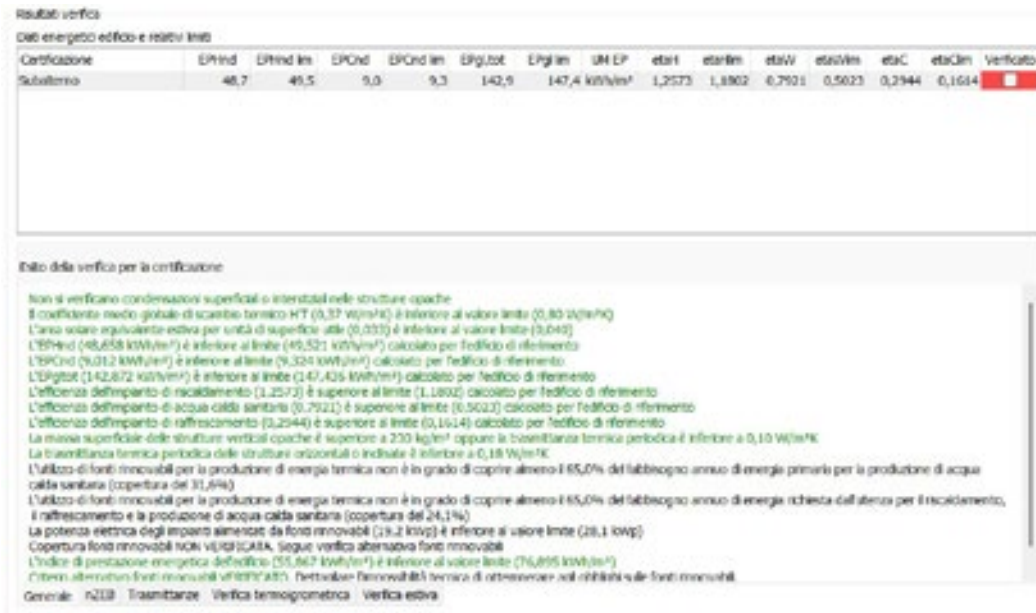 Risultati verifica
Dati energetici edificio e relativi limiti
Certificazione EPHnd EPHnd lim EPCnd EPCnd lim EPgl,tot EPgl lim UM EP etaH etaHlim etaW etaWlim etaC etaClim Verificato
Subalterno 48,7 49,5 9,0 9,3 142,9 147,4 kWh/m² 1,2573 1,1802 0,7921 0,5023 0,2944 0,1614
Esito della verifica per la certificazione
Non si verificano condensazioni superficiali o interstiziali nelle strutture opache
Il coefficiente medio globale di scambio termico H'T (0,37 W/m²K) è inferiore al valore limite (0,80 W/m²K)
L'area solare equivalente estiva per unità di superficie utile (0,033) è inferiore al valore limite (0,040)
L'EPHnd (48,658 kWh/m²) è inferiore al limite (49,521 kWh/m²) calcolato per l'edificio di riferimento
L'EPCnd (9,012 kWh/m²) è inferiore al limite (9,324 kWh/m²) calcolato per l'edificio di riferimento
L'EPgltot (142,872 kWh/m²) è inferiore al limite (147,436 kWh/m²) calcolato per l'edificio di riferimento
L'efficienza dell'impianto di riscaldamento (1,2573) è superiore al limite (1,1802) calcolato per l'edificio di riferimento
L'efficienza dell'impianto di acqua calda sanitaria (0,7921) è superiore al limite (0,5023) calcolato per l'edificio di riferimento
L'efficienza dell'impianto di raffrescamento (0,2944) è superiore al limite (0,1614) calcolato per l'edificio di riferimento
La massa superficiale delle strutture verticali opache è superiore a 230 kg/m² oppure la trasmittanza termica periodica è inferiore a 0,10 W/m²K
La trasmittanza termica periodica delle strutture orizzontali o inclinate è inferiore a 0,18 W/m²K
L'utilizzo di fonti rinnovabili per la produzione di energia termica non è in grado di coprire almeno il 65,0% del fabbisogno annuo di energia primaria per la produzione di acqua
calda sanitaria (copertura del 31,6%)
L'utilizzo di fonti rinnovabili per la produzione di energia termica non è in grado di coprire almeno il 65,0% del fabbisogno annuo di energia richiesta dall'utenza per il riscaldamento,
il raffrescamento e la produzione di acqua calda sanitaria (copertura del 24,1%)
La potenza elettrica degli impianti alimentati da fonti rinnovabili (19,2 kWp) è inferiore al valore limite (28,1 kWp)
Copertura fonti rinnovabili NON VERIFICATA. Segue verifica alternativa fonti rinnovabili
L'indice di prestazione energetica dell'edificio (55,867 kWh/m²) è inferiore al valore limite (76,895 kWh/m²)
Criterio alternativo fonti rinnovabili VERIFICATO. Dettagliare l'impossibilità tecnica di ottemperare agli obblighi sulle fonti rinnovabili.
Generale nZEB Trasmittanze Verifica termoigrometrica Verifica estiva